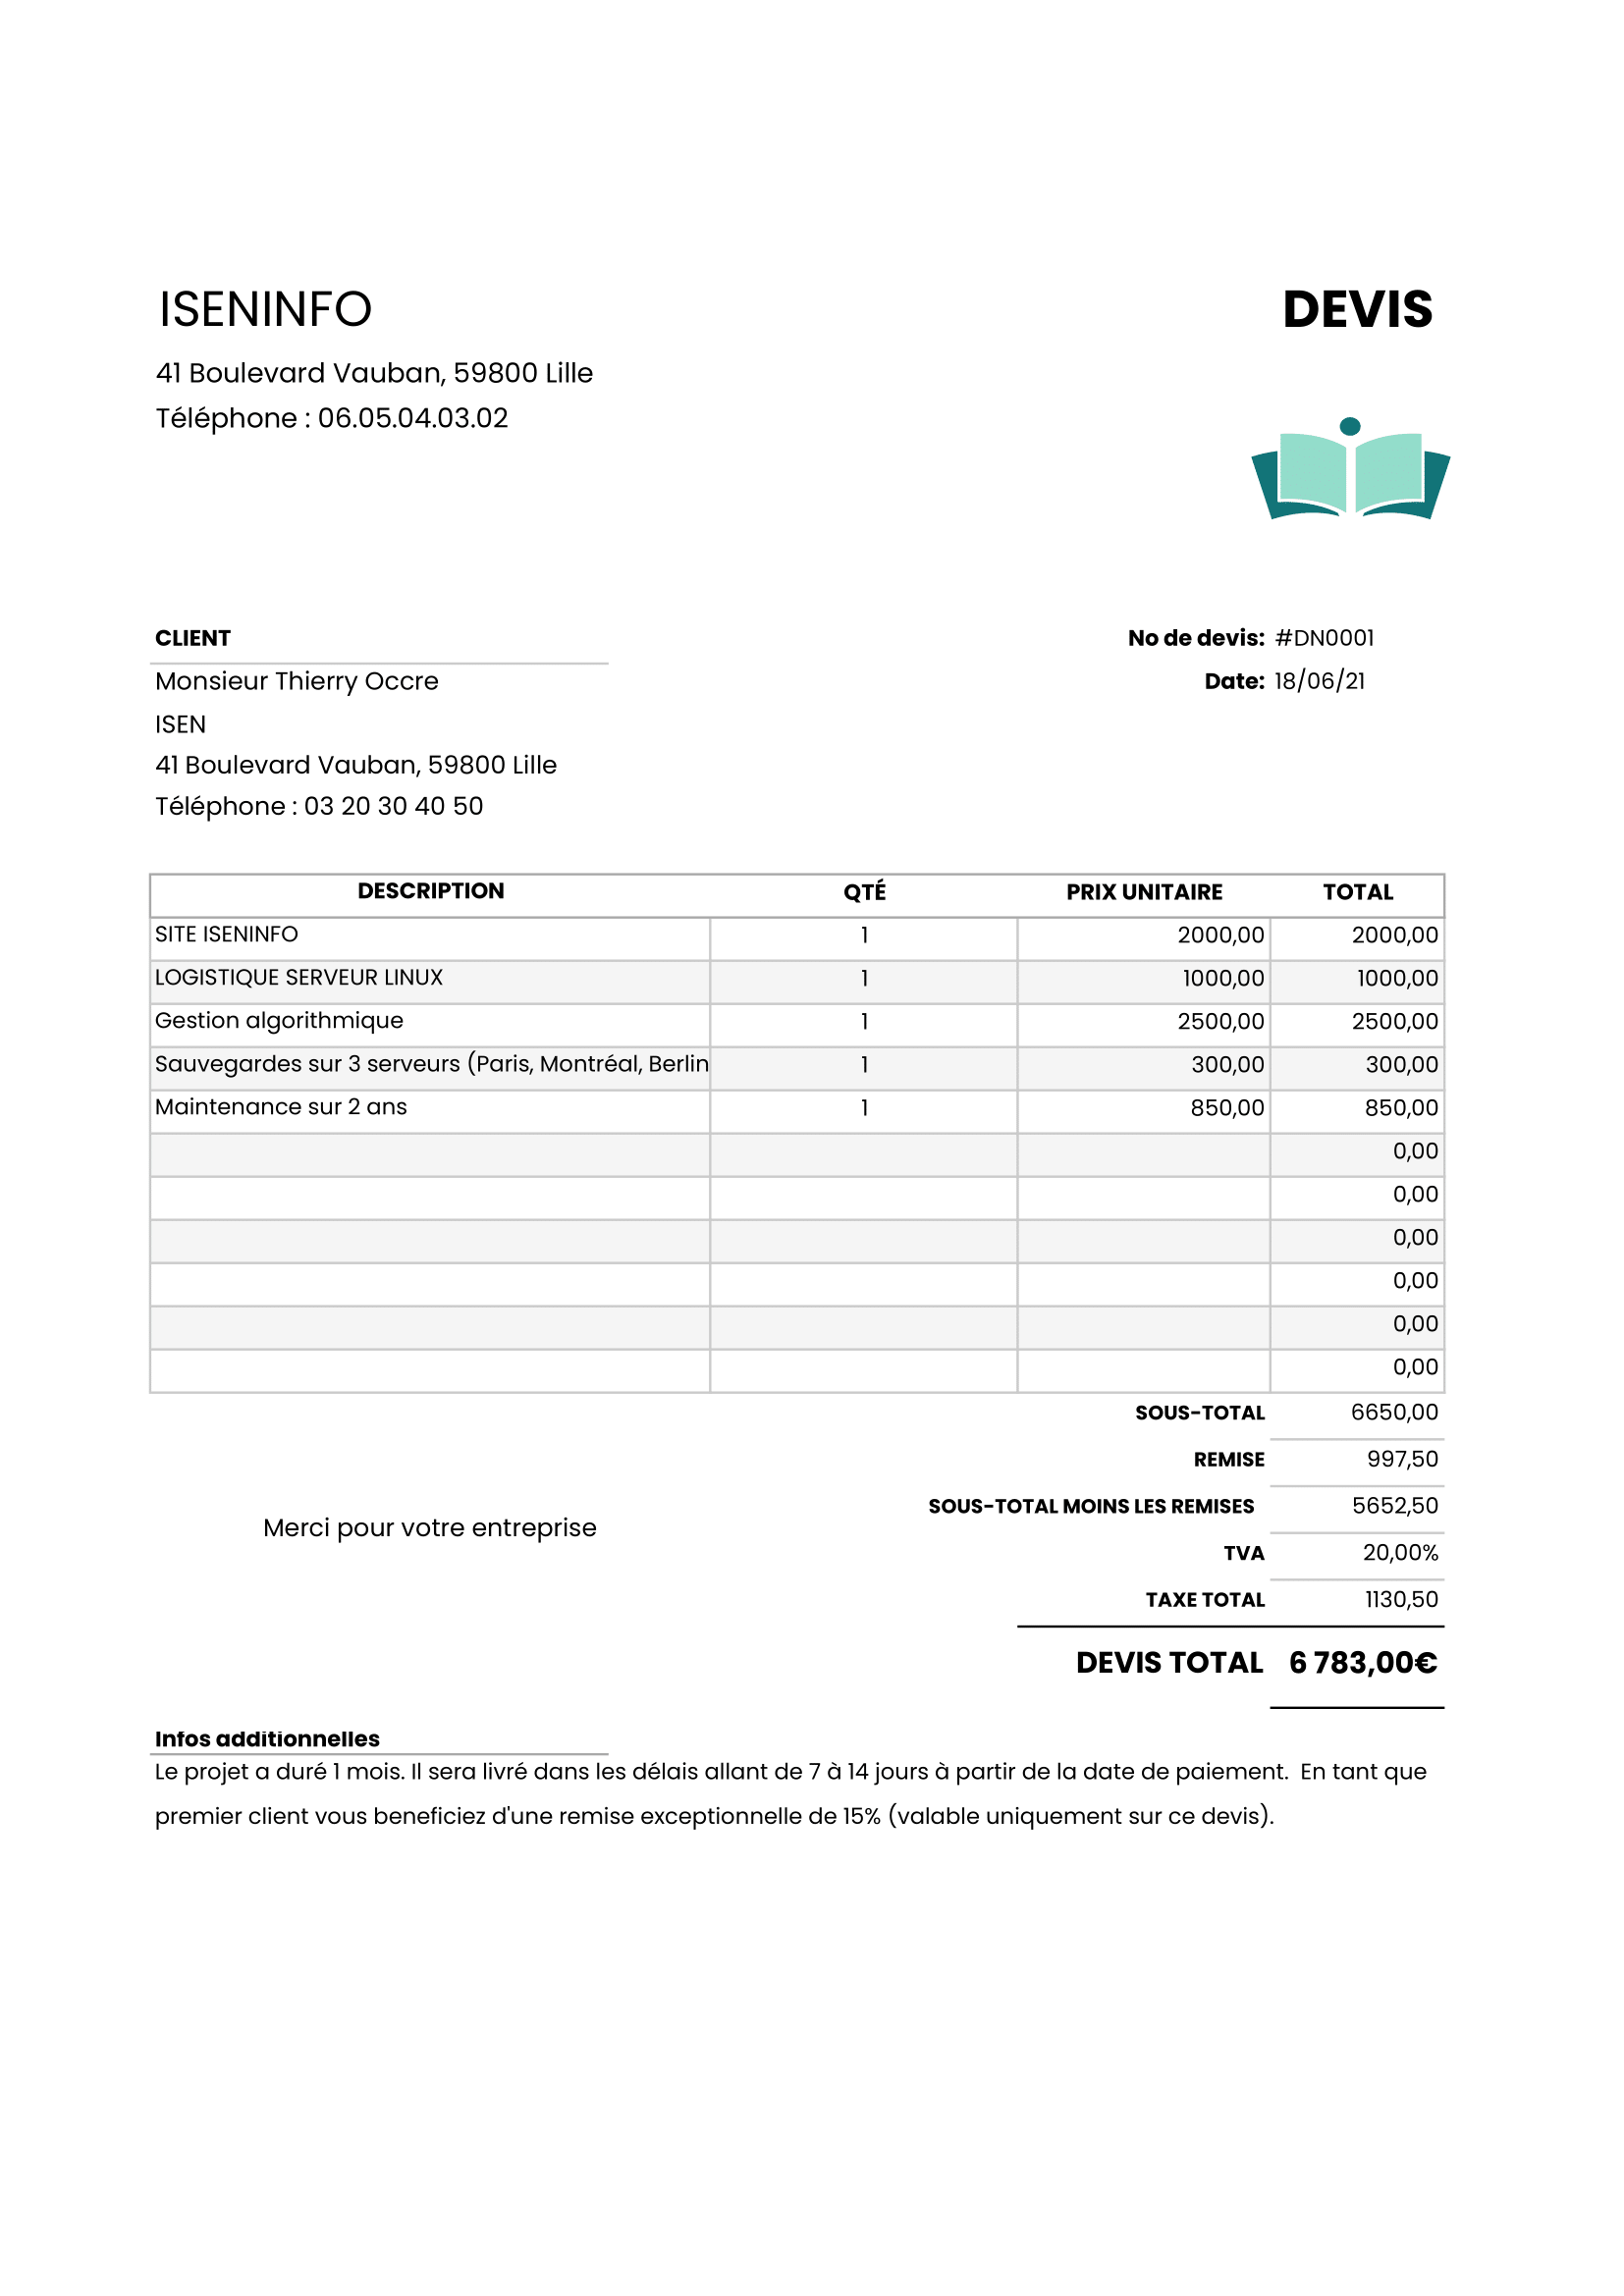 ISENINFO
DEVIS
41 Boulevard Vauban, 59800 Lille
Téléphone : 06.05.04.03.02
CLIENT
No de devis: #DN0001
Monsieur Thierry Occre
Date: 18/06/21
ISEN
41 Boulevard Vauban, 59800 Lille
Téléphone : 03 20 30 40 50
DESCRIPTION QTÉ PRIX UNITAIRE TOTAL
SITE ISENINFO 1 2000,00 2000,00
LOGISTIQUE SERVEUR LINUX 1 1000,00 1000,00
Gestion algorithmique 1 2500,00 2500,00
Sauvegardes sur 3 serveurs (Paris, Montréal, Berlin 1 300,00 300,00
Maintenance sur 2 ans 1 850,00 850,00
0,00
0,00
0,00
0,00
0,00
0,00
SOUS-TOTAL 6650,00
REMISE 997,50
SOUS-TOTAL MOINS LES REMISES 5652,50
Merci pour votre entreprise
TVA 20,00%
TAXE TOTAL 1130,50
DEVIS TOTAL 6 783,00€
Infos additionnelles
Le projet a duré 1 mois. Il sera livré dans les délais allant de 7 à 14 jours à partir de la date de paiement. En tant que
premier client vous beneficiez d'une remise exceptionnelle de 15% (valable uniquement sur ce devis).